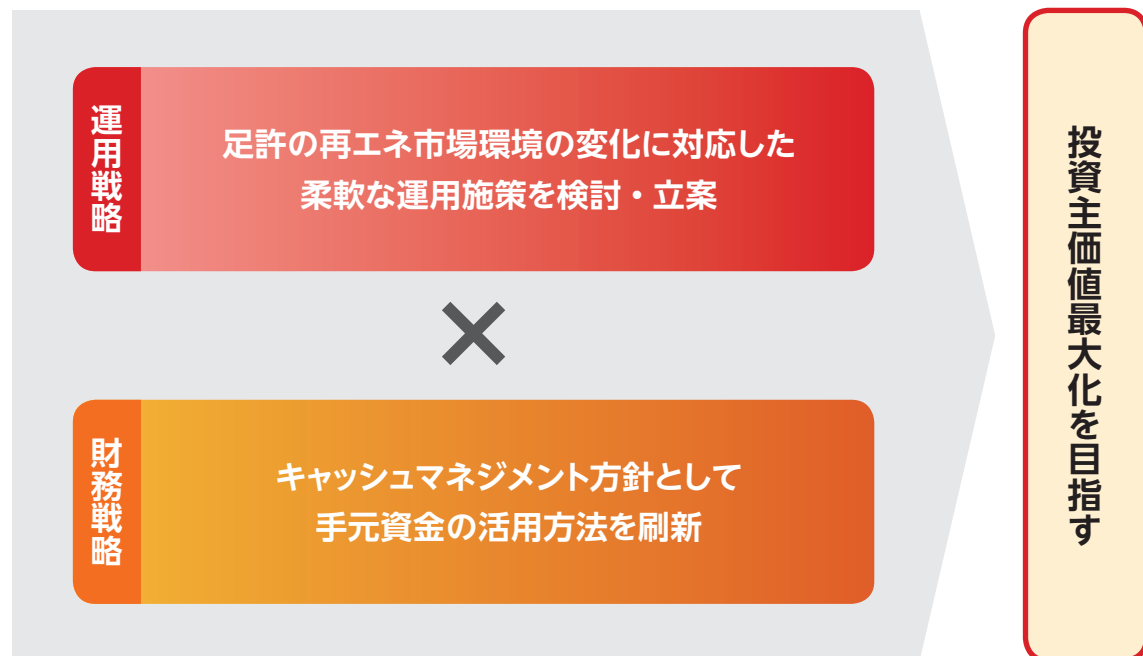 運用戦略
足許の再エネ市場環境の変化に対応した
柔軟な運用施策を検討・立案
×
財務戦略
キャッシュマネジメント方針として
手元資金の活用方法を刷新
投資主価値最大化を目指す